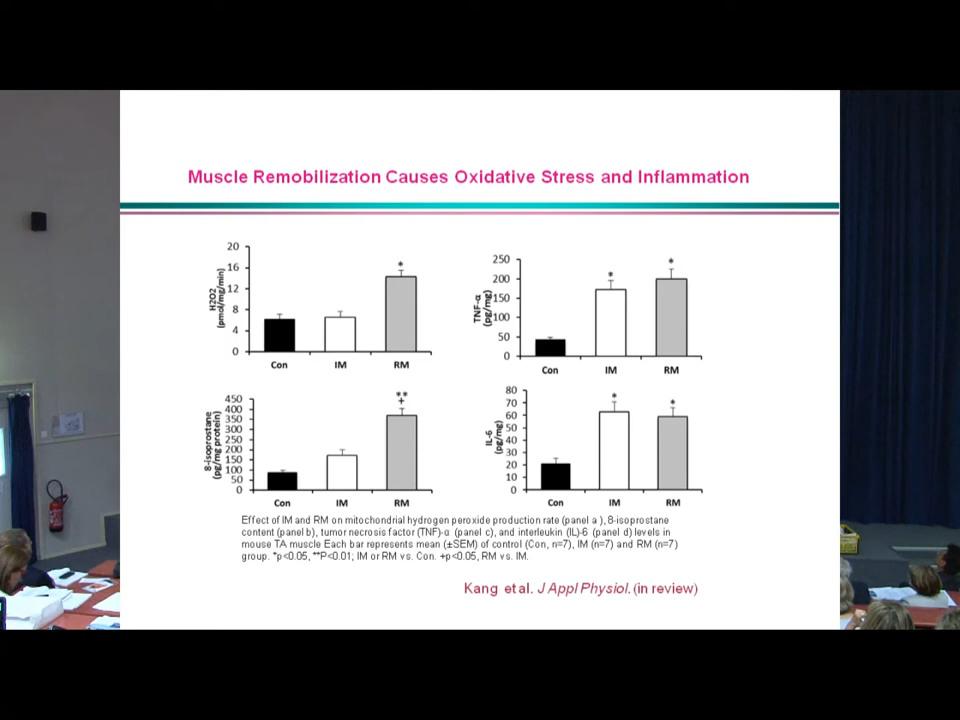 Muscle Remobilization Causes Oxidative Stress and Inflammation
20
16
12
8
4
0
H2O2
(pmol/mg/min)
*
Con IM RM
250
200
150
100
50
0
TNF-α
(pg/mg)
*
*
Con IM RM
450
400
350
300
250
200
150
100
50
0
8-isoprostane
(pg/mg protein)
**
+
Con IM RM
80
70
60
50
40
30
20
10
0
IL-6
(pg/mg)
*
*
Con IM RM
Effect of IM and RM on mitochondrial hydrogen peroxide production rate (panel a ), 8-isoprostane
content (panel b), tumor necrosis factor (TNF)-α (panel c), and interleukin (IL)-6 (panel d) levels in
mouse TA muscle Each bar represents mean (±SEM) of control (Con, n=7), IM (n=7) and RM (n=7)
group. *p<0.05, **P<0.01; IM or RM vs. Con. +p<0.05, RM vs. IM.
Kang et al. J Appl Physiol. (in review)